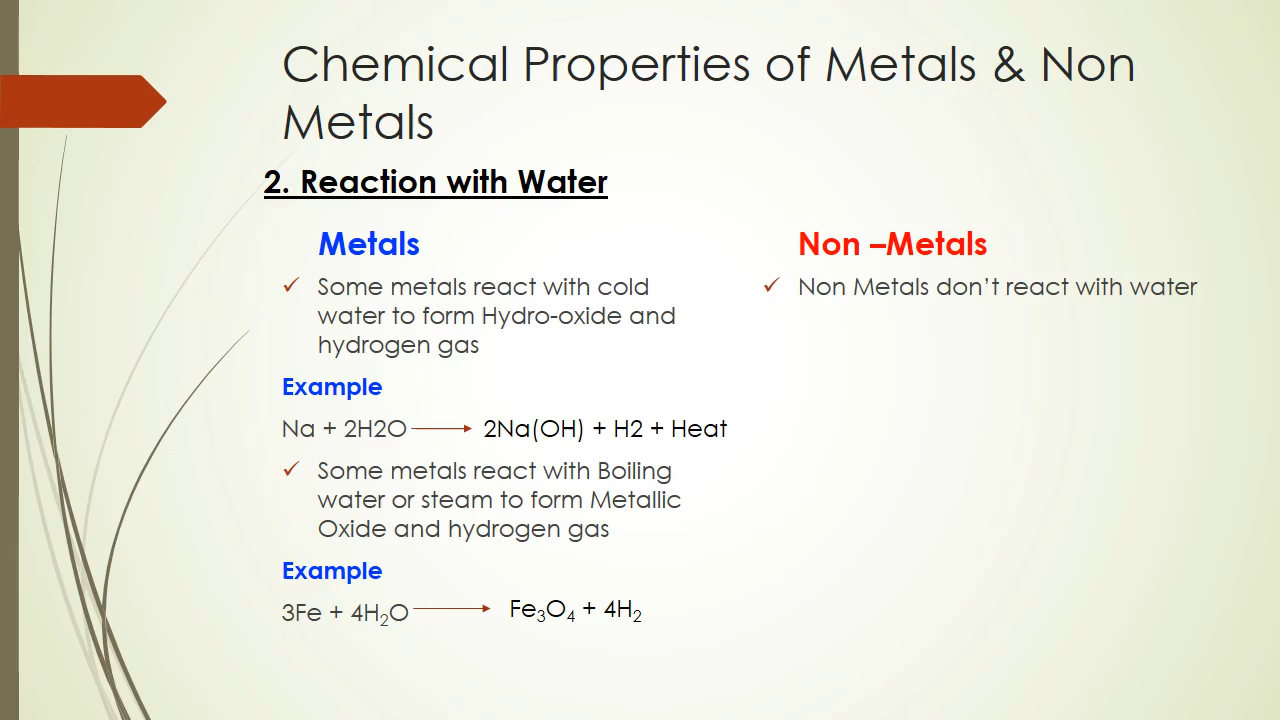 Chemical Properties of Metals & Non
Metals
2. Reaction with Water
Metals
✓ Some metals react with cold
water to form Hydro-oxide and
hydrogen gas
Example
Na + 2H2O ⟶ 2Na(OH) + H2 + Heat
✓ Some metals react with Boiling
water or steam to form Metallic
Oxide and hydrogen gas
Example
3Fe + 4H₂O ⟶ Fe₃O₄ + 4H₂
Non –Metals
✓ Non Metals don’t react with water